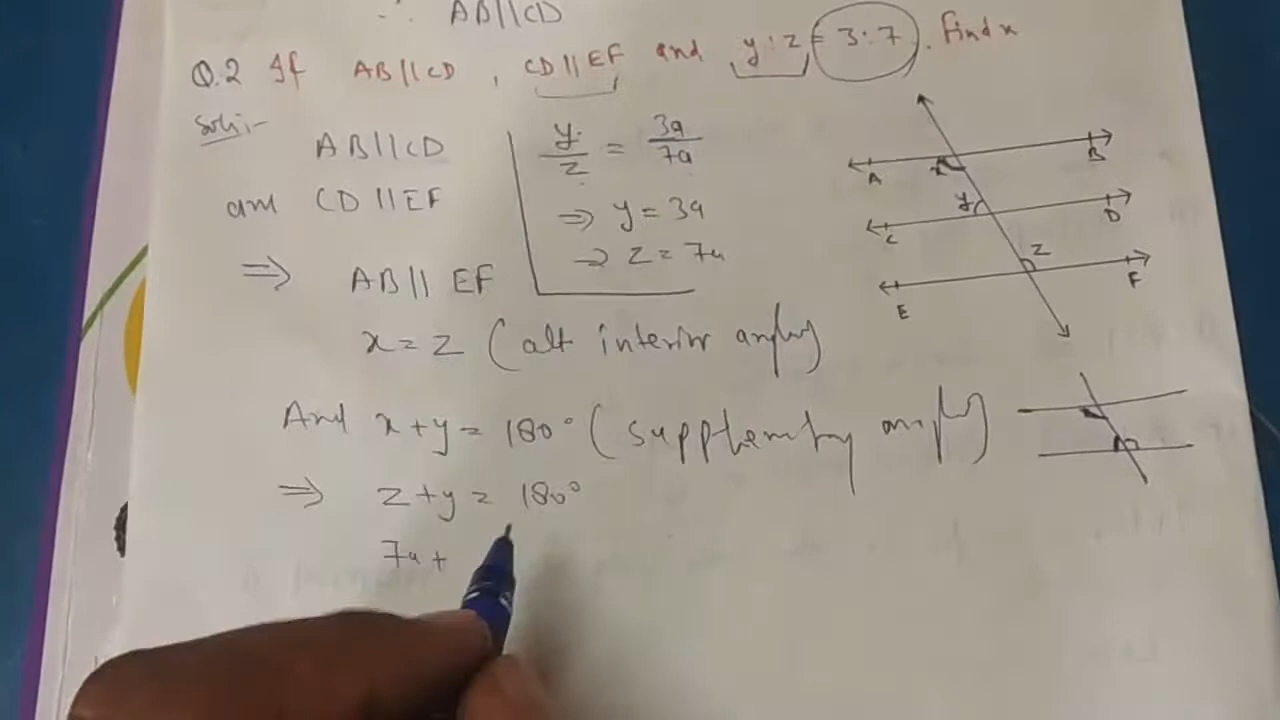 ∴ AB||CD
Q.2 If AB||CD , CD||EF and y:z = 3:7 . Find x
Soln:-
AB||CD
and CD||EF
⇒ AB|| EF
y/z = 3a/7a
⇒ y = 3a
⇒ z = 7a
x = z (alt interior angles)
And x+y = 180° (supplementary angles)
⇒ z+y = 180°
7a +
A
B
x
y
C
D
z
E
F